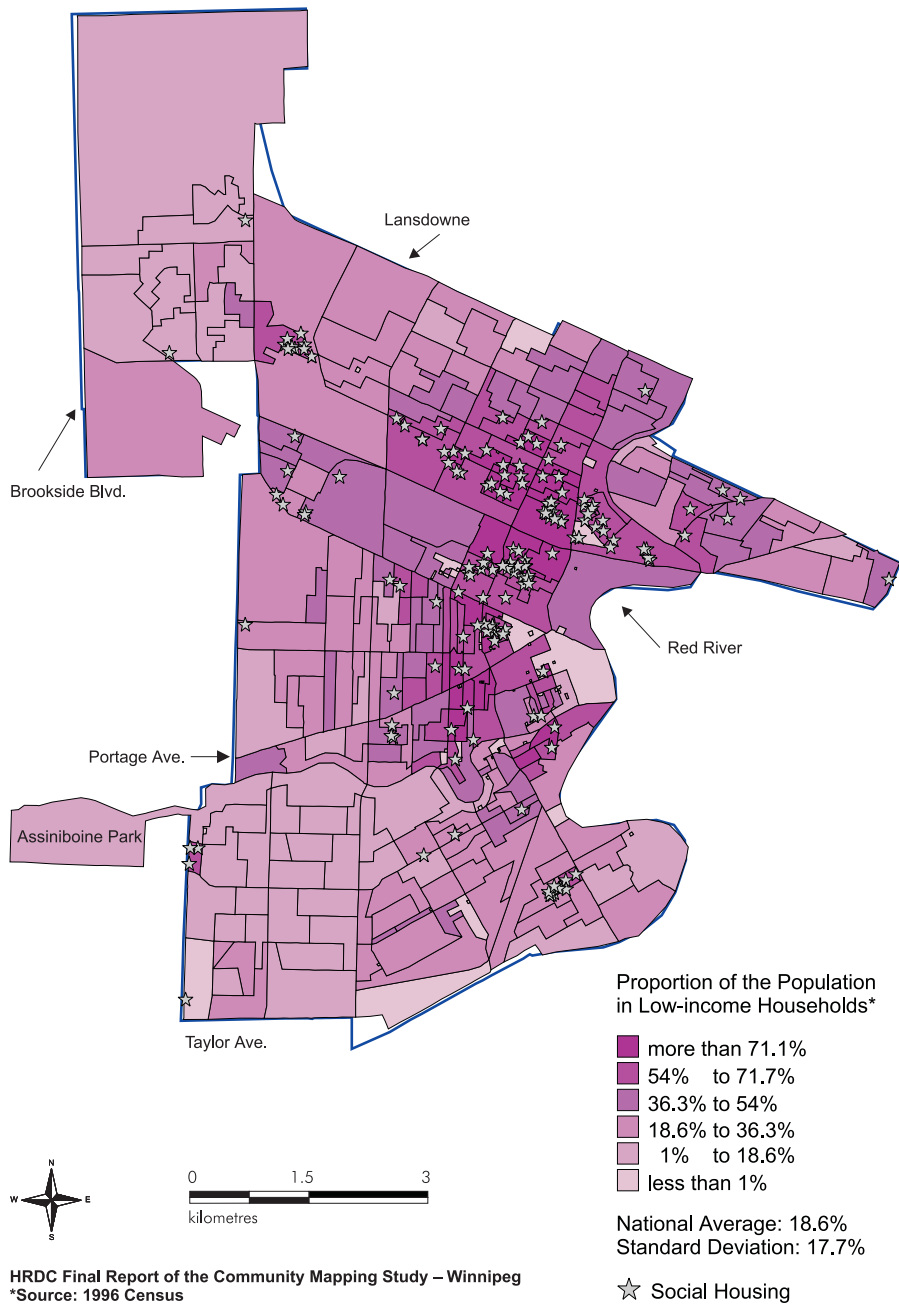 Lansdowne
Brookside Blvd.
Red River
Portage Ave.
Assiniboine Park
Taylor Ave.
Proportion of the Population
in Low-income Households*
more than 71.1%
54% to 71.7%
36.3% to 54%
18.6% to 36.3%
1% to 18.6%
less than 1%
National Average: 18.6%
Standard Deviation: 17.7%
Social Housing
N
W E
S
0 1.5 3
kilometres
HRDC Final Report of the Community Mapping Study – Winnipeg
*Source: 1996 Census